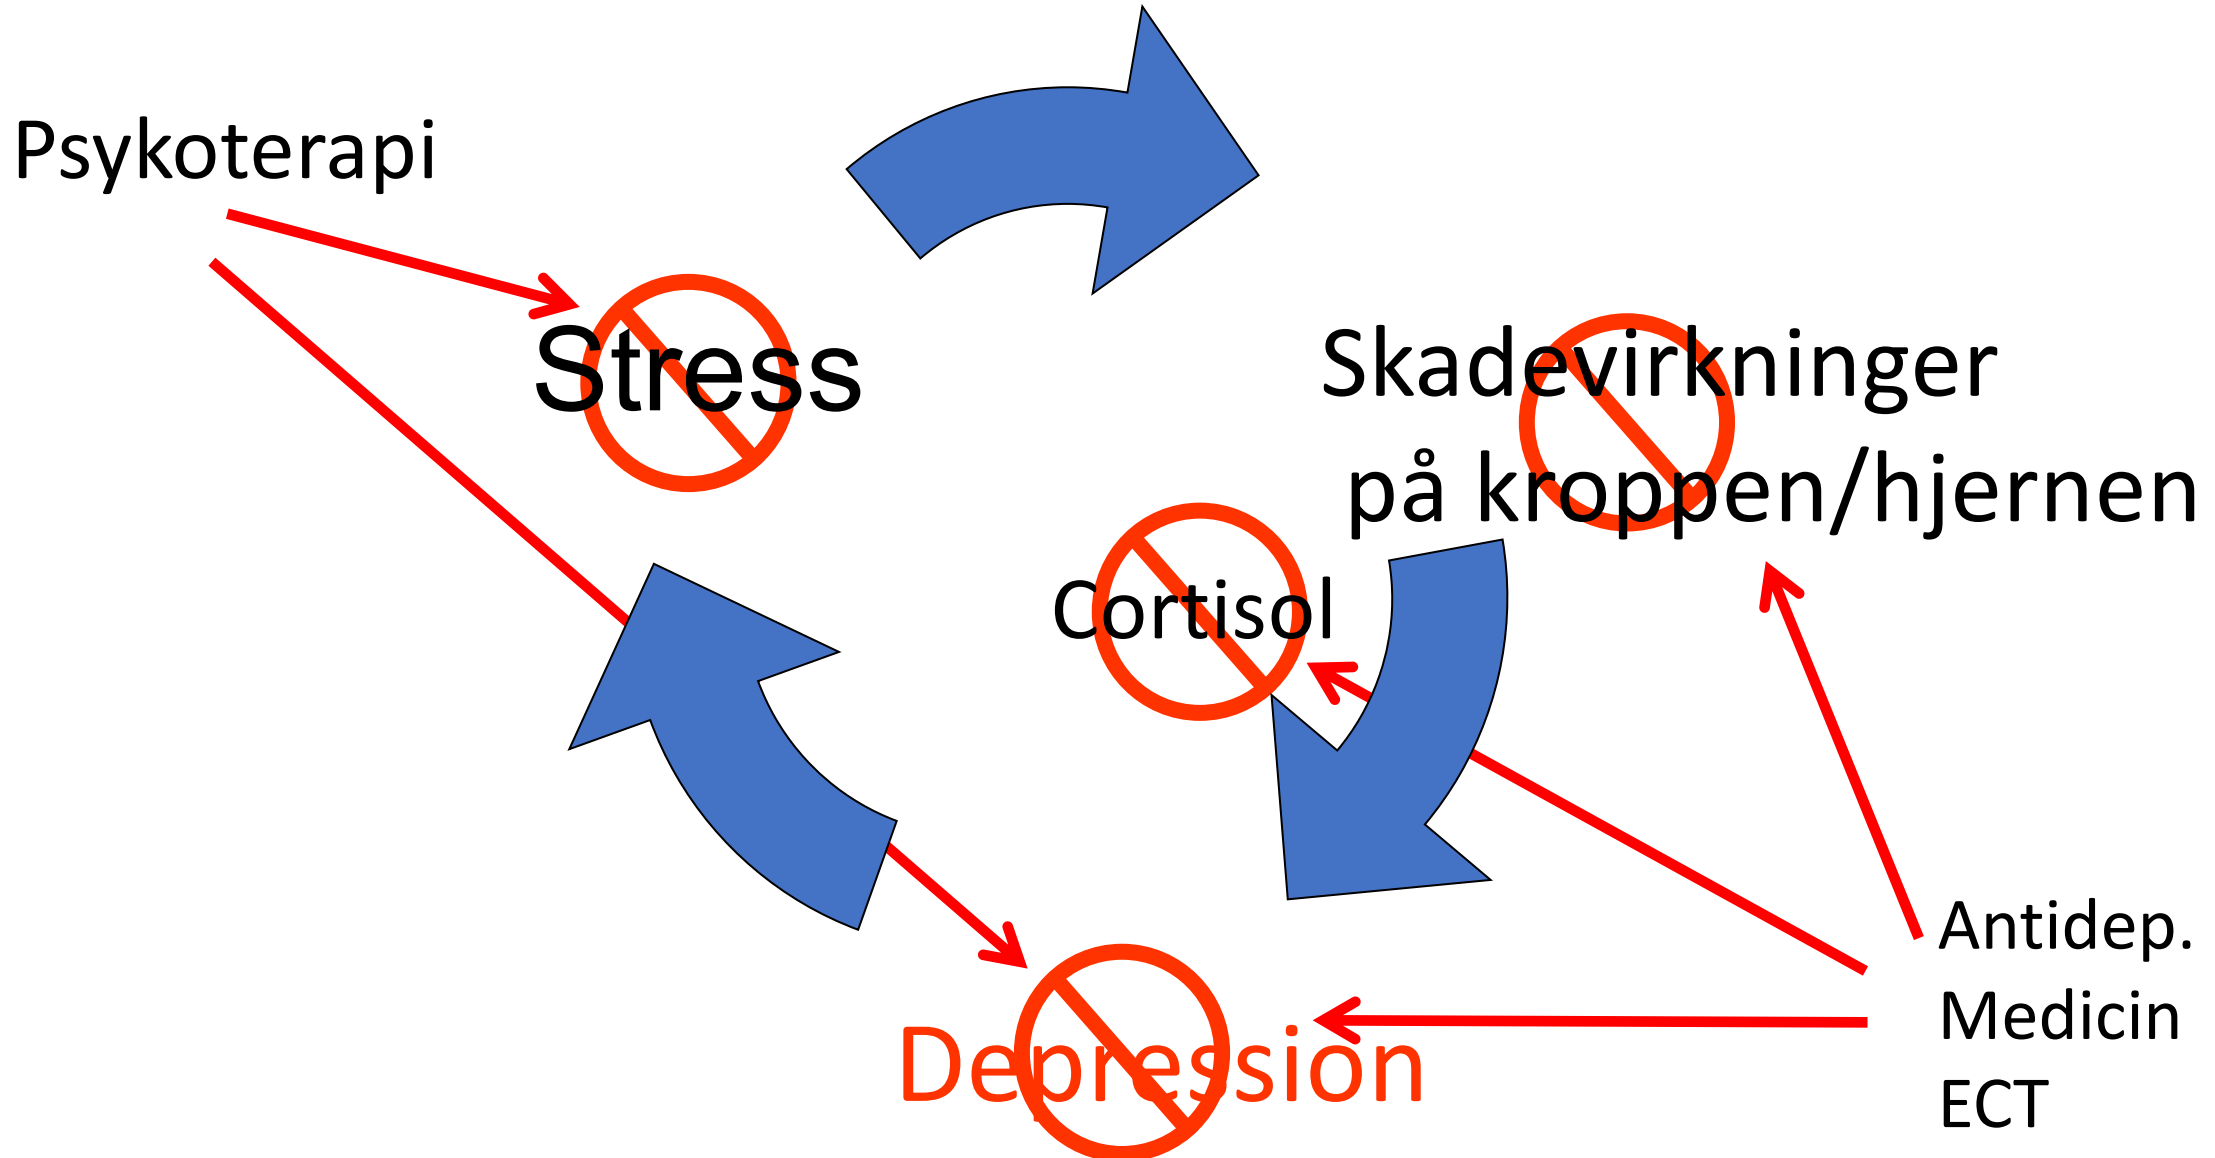 Psykoterapi
Stress
Skadevirkninger
på kroppen/hjernen
Cortisol
Depression
Antidep.
Medicin
ECT